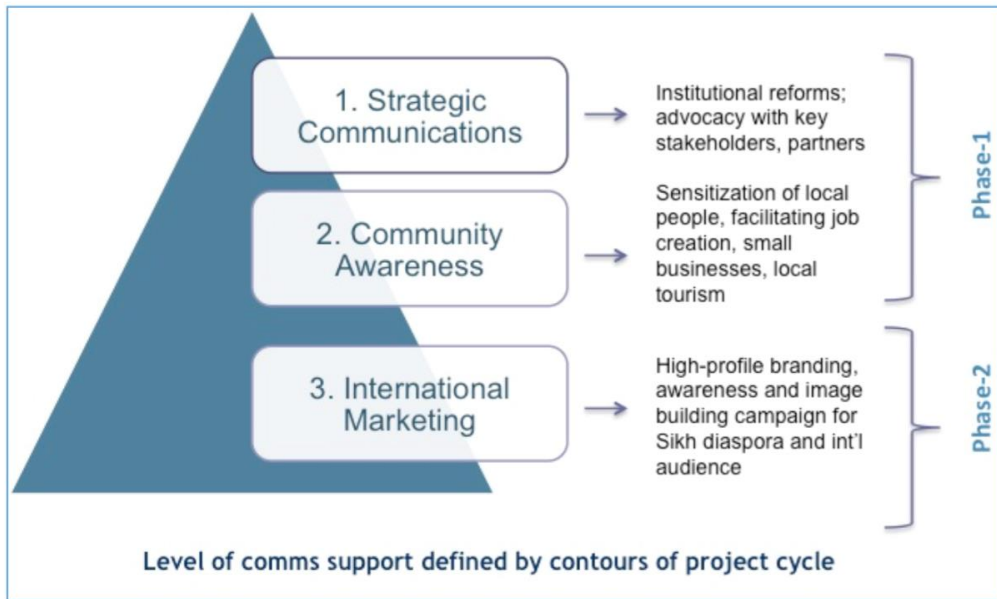 1. Strategic
Communications
Institutional reforms;
advocacy with key
stakeholders, partners
2. Community
Awareness
Sensitization of local
people, facilitating job
creation, small
businesses, local
tourism
Phase-1
3. International
Marketing
High-profile branding,
awareness and image
building campaign for
Sikh diaspora and int'l
audience
Phase-2
Level of comms support defined by contours of project cycle